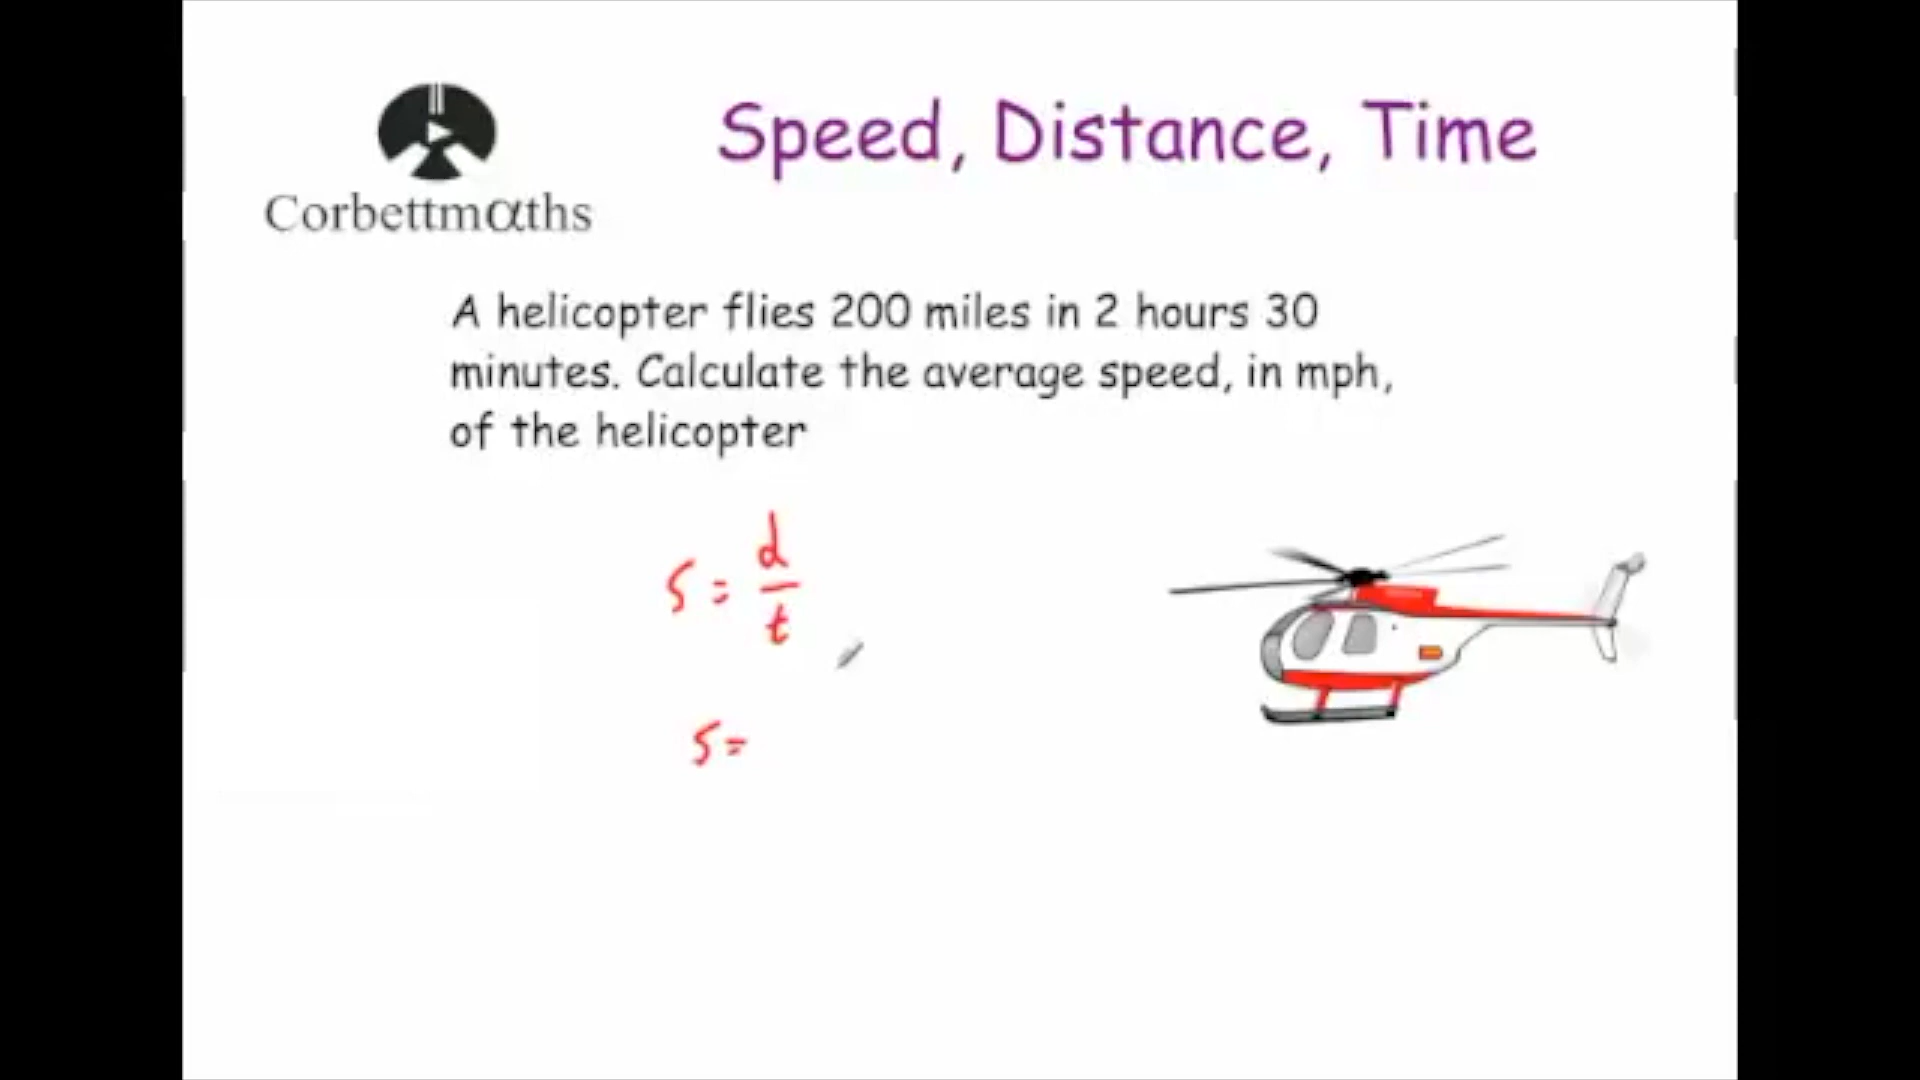 Speed, Distance, Time
Corbettmαths
A helicopter flies 200 miles in 2 hours 30
minutes. Calculate the average speed, in mph,
of the helicopter
s = d/t
s =